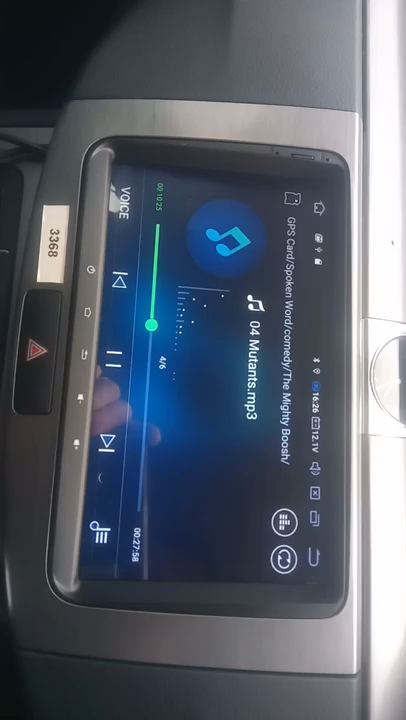 16:26 12.1V
GPS Card/Spoken Word/comedy/The Mighty Boosh/
04 Mutants.mp3
00:10:25
4/6
00:27:58
VOICE
3368